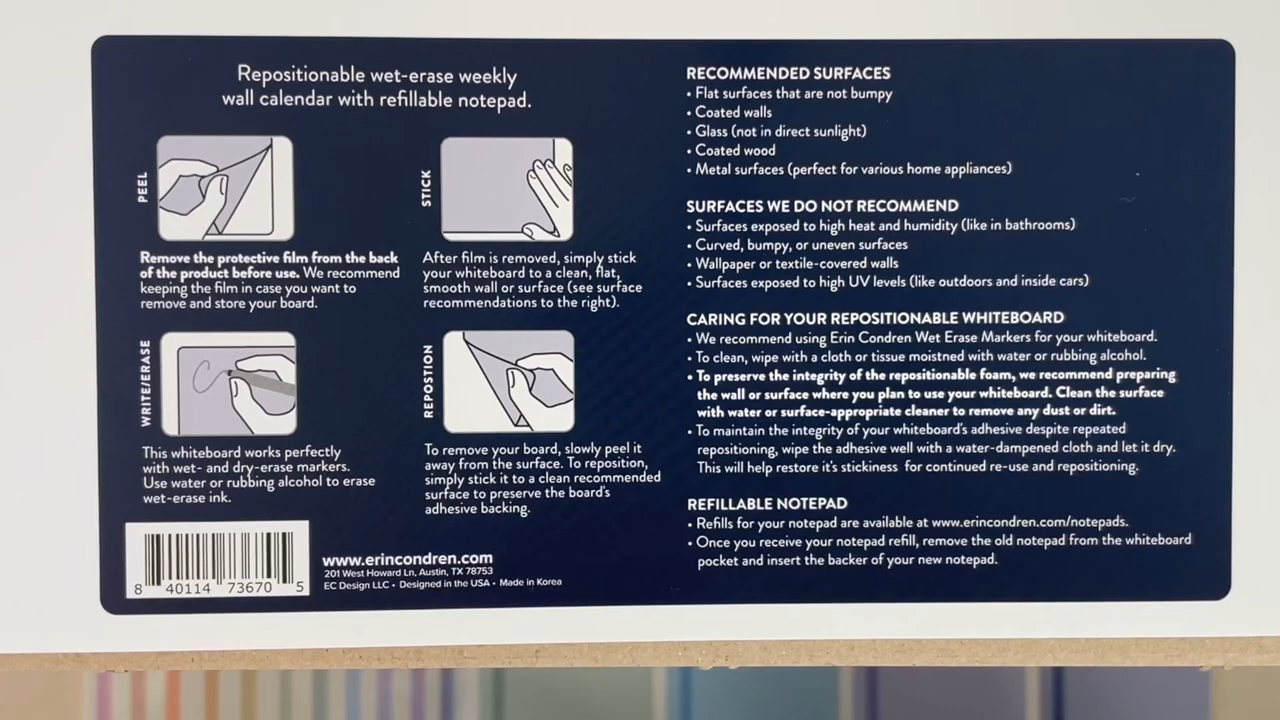 Repositionable wet-erase weekly
wall calendar with refillable notepad.
PEEL
Remove the protective film from the back
of the product before use. We recommend
keeping the film in case you want to
remove and store your board.
STICK
After film is removed, simply stick
your whiteboard to a clean, flat,
smooth wall or surface (see surface
recommendations to the right).
WRITE/ERASE
This whiteboard works perfectly
with wet- and dry-erase markers.
Use water or rubbing alcohol to erase
wet-erase ink.
REPOSTION
To remove your board, slowly peel it
away from the surface. To reposition,
simply stick it to a clean recommended
surface to preserve the board's
adhesive backing.
8 40114 73670 5
www.erincondren.com
201 West Howard Ln, Austin, TX 78753
EC Design LLC • Designed in the USA • Made in Korea
RECOMMENDED SURFACES
• Flat surfaces that are not bumpy
• Coated walls
• Glass (not in direct sunlight)
• Coated wood
• Metal surfaces (perfect for various home appliances)
SURFACES WE DO NOT RECOMMEND
• Surfaces exposed to high heat and humidity (like in bathrooms)
• Curved, bumpy, or uneven surfaces
• Wallpaper or textile-covered walls
• Surfaces exposed to high UV levels (like outdoors and inside cars)
CARING FOR YOUR REPOSITIONABLE WHITEBOARD
• We recommend using Erin Condren Wet Erase Markers for your whiteboard.
• To clean, wipe with a cloth or tissue moistned with water or rubbing alcohol.
• To preserve the integrity of the repositionable foam, we recommend preparing
the wall or surface where you plan to use your whiteboard. Clean the surface
with water or surface-appropriate cleaner to remove any dust or dirt.
• To maintain the integrity of your whiteboard's adhesive despite repeated
repositioning, wipe the adhesive well with a water-dampened cloth and let it dry.
This will help restore it's stickiness for continued re-use and repositioning.
REFILLABLE NOTEPAD
• Refills for your notepad are available at www.erincondren.com/notepads.
• Once you receive your notepad refill, remove the old notepad from the whiteboard
pocket and insert the backer of your new notepad.